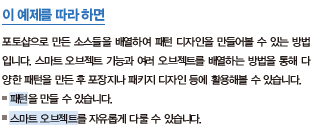 이 예제를 따라 하면
포토샵으로 만든 소스들을 배열하여 패턴 디자인을 만들어볼 수 있는 방법
입니다. 스마트 오브젝트 기능과 여러 오브젝트를 배열하는 방법을 통해 다
양한 패턴을 만든 후 포장지나 패키지 디자인 등에 활용해볼 수 있습니다.
■ 패턴을 만들 수 있습니다.
■ 스마트 오브젝트를 자유롭게 다룰 수 있습니다.